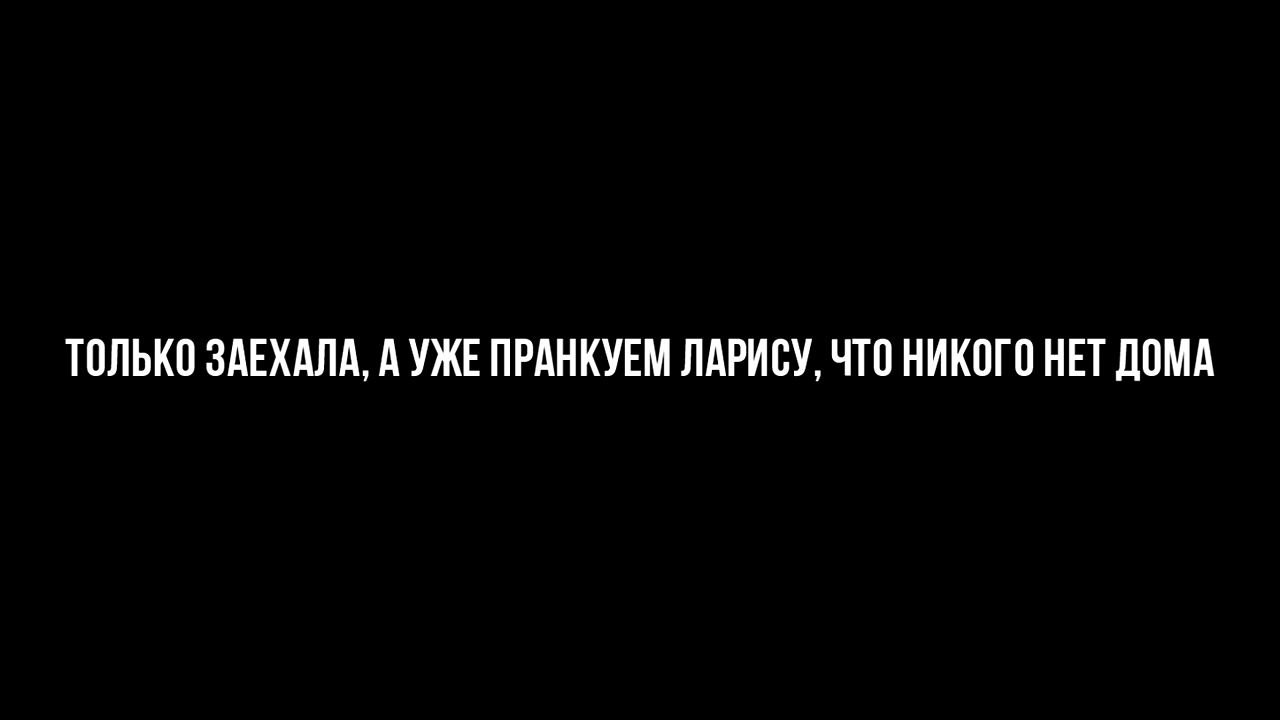 ТОЛЬКО ЗАЕХАЛА, А УЖЕ ПРАНКУЕМ ЛАРИСУ, ЧТО НИКОГО НЕТ ДОМА